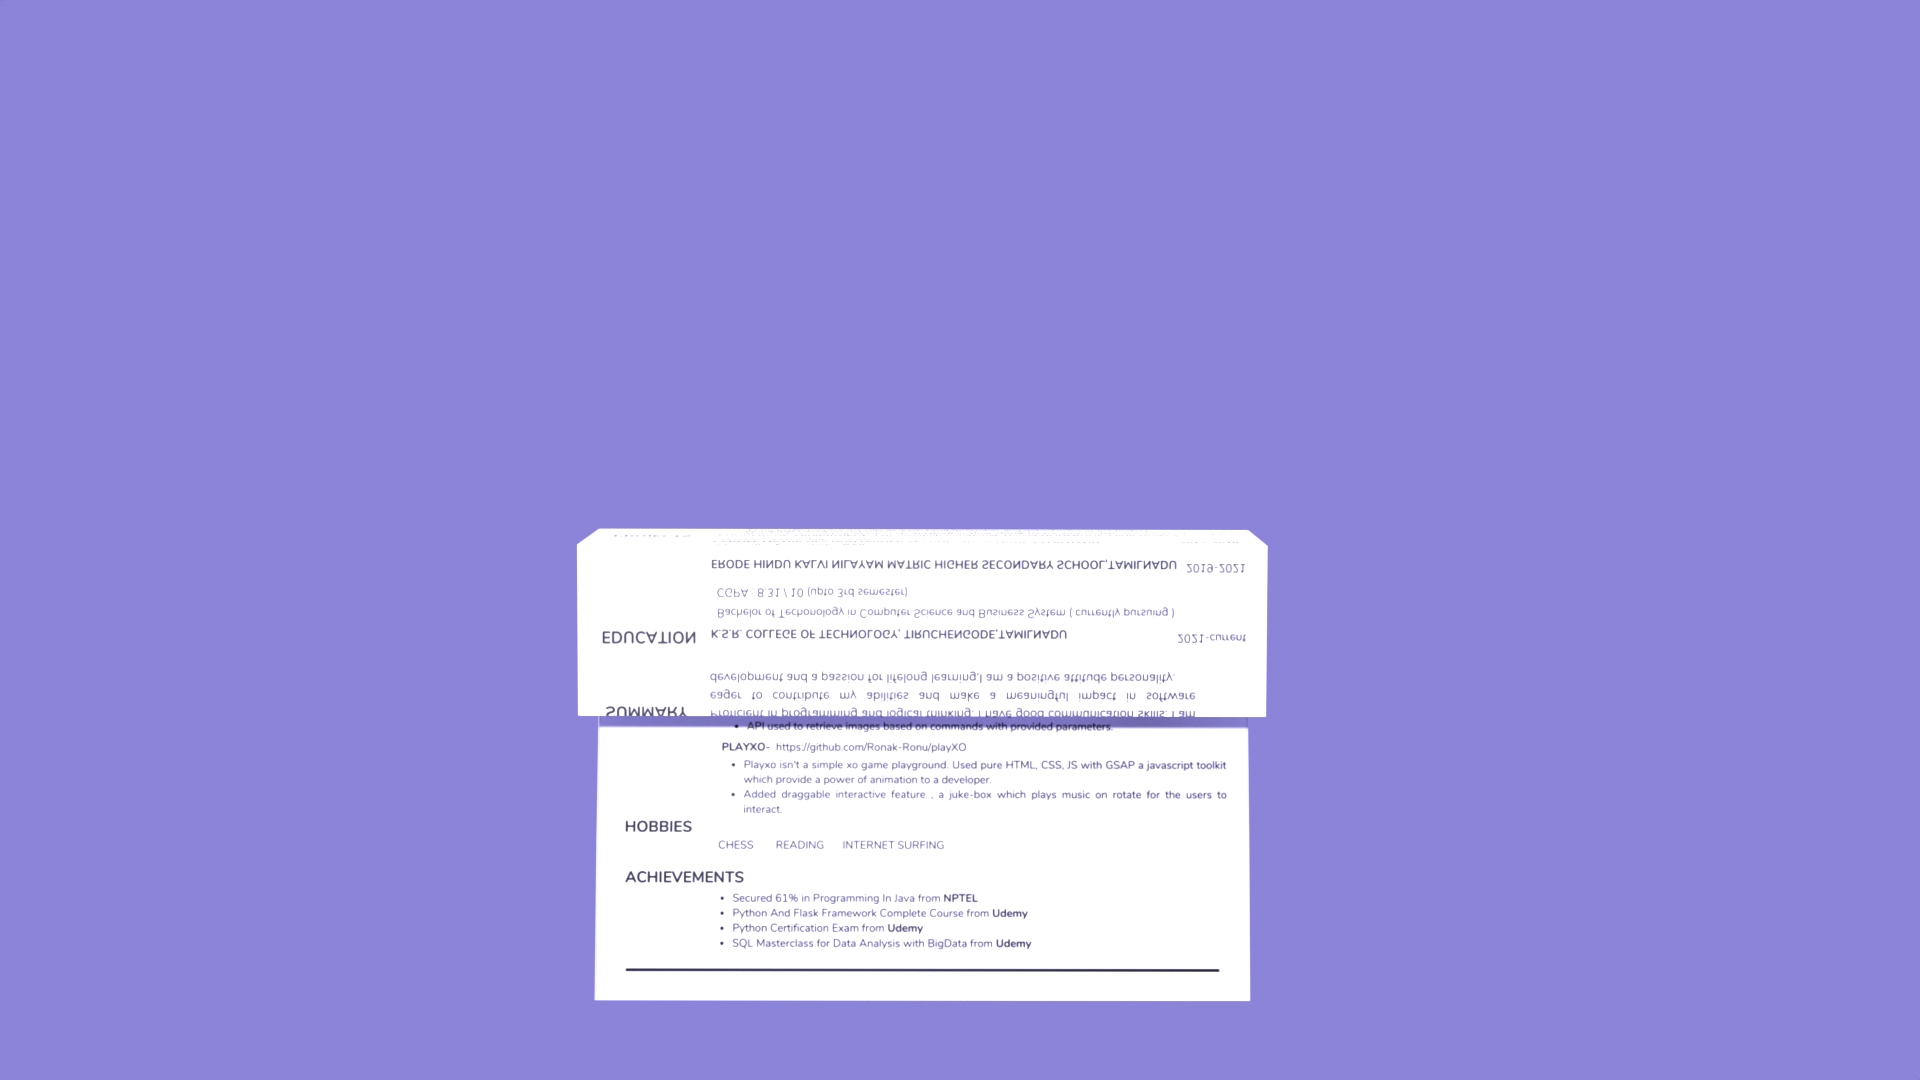 ERODE HINDU KALVI NILAYAM MATRIC HIGHER SECONDARY SCHOOL,TAMILNADU 2019-2021
CGPA 8.31 / 10 (upto 3rd semester)
Bachelor of Techonology in Computer Science and Business System ( currently pursuing )
EDUCATION K.S.R. COLLEGE OF TECHNOLOGY, TIRUCHENGODE,TAMILNADU 2021-current
development and a passion for lifelong learning,I am a positive attitude personality.
eager to contribute my abilities and make a meaningful impact in software
SUMMARY Proficient in programming and logical thinking. I have good communication skills. I am
• API used to retrieve images based on commands with provided parameters.
PLAYXO- https://github.com/Ronak-Ronu/playXO
• Playxo isn't a simple xo game playground. Used pure HTML, CSS, JS with GSAP a javascript toolkit
which provide a power of animation to a developer.
• Added draggable interactive feature , a juke-box which plays music on rotate for the users to
interact.
HOBBIES
CHESS READING INTERNET SURFING
ACHIEVEMENTS
• Secured 61% in Programming In Java from NPTEL
• Python And Flask Framework Complete Course from Udemy
• Python Certification Exam from Udemy
• SQL Masterclass for Data Analysis with BigData from Udemy